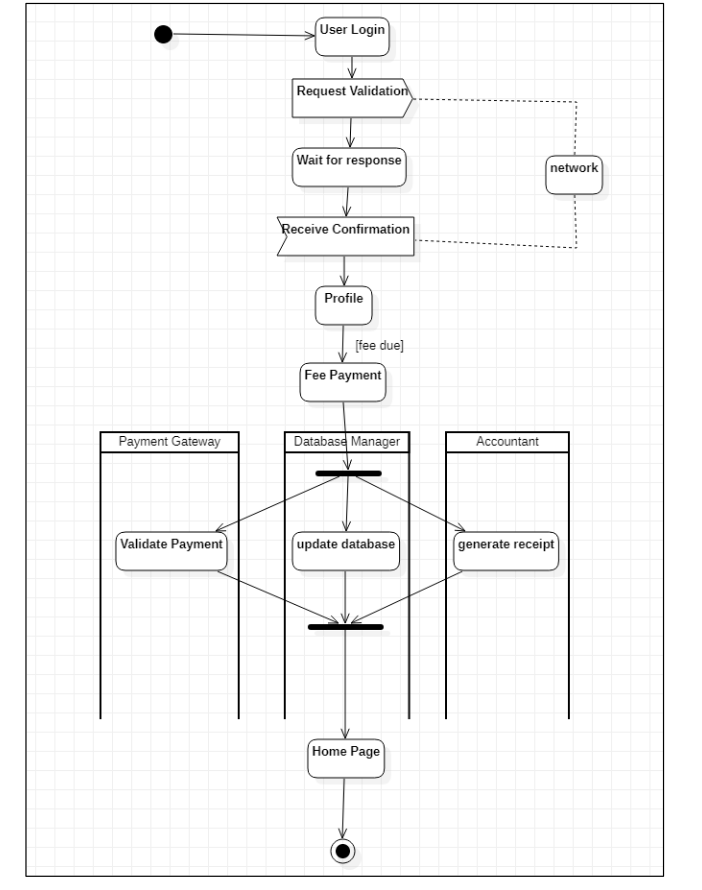 User Login
Request Validation
Wait for response
network
Receive Confirmation
Profile
[fee due]
Fee Payment
Payment Gateway
Database Manager
Accountant
Validate Payment
update database
generate receipt
Home Page